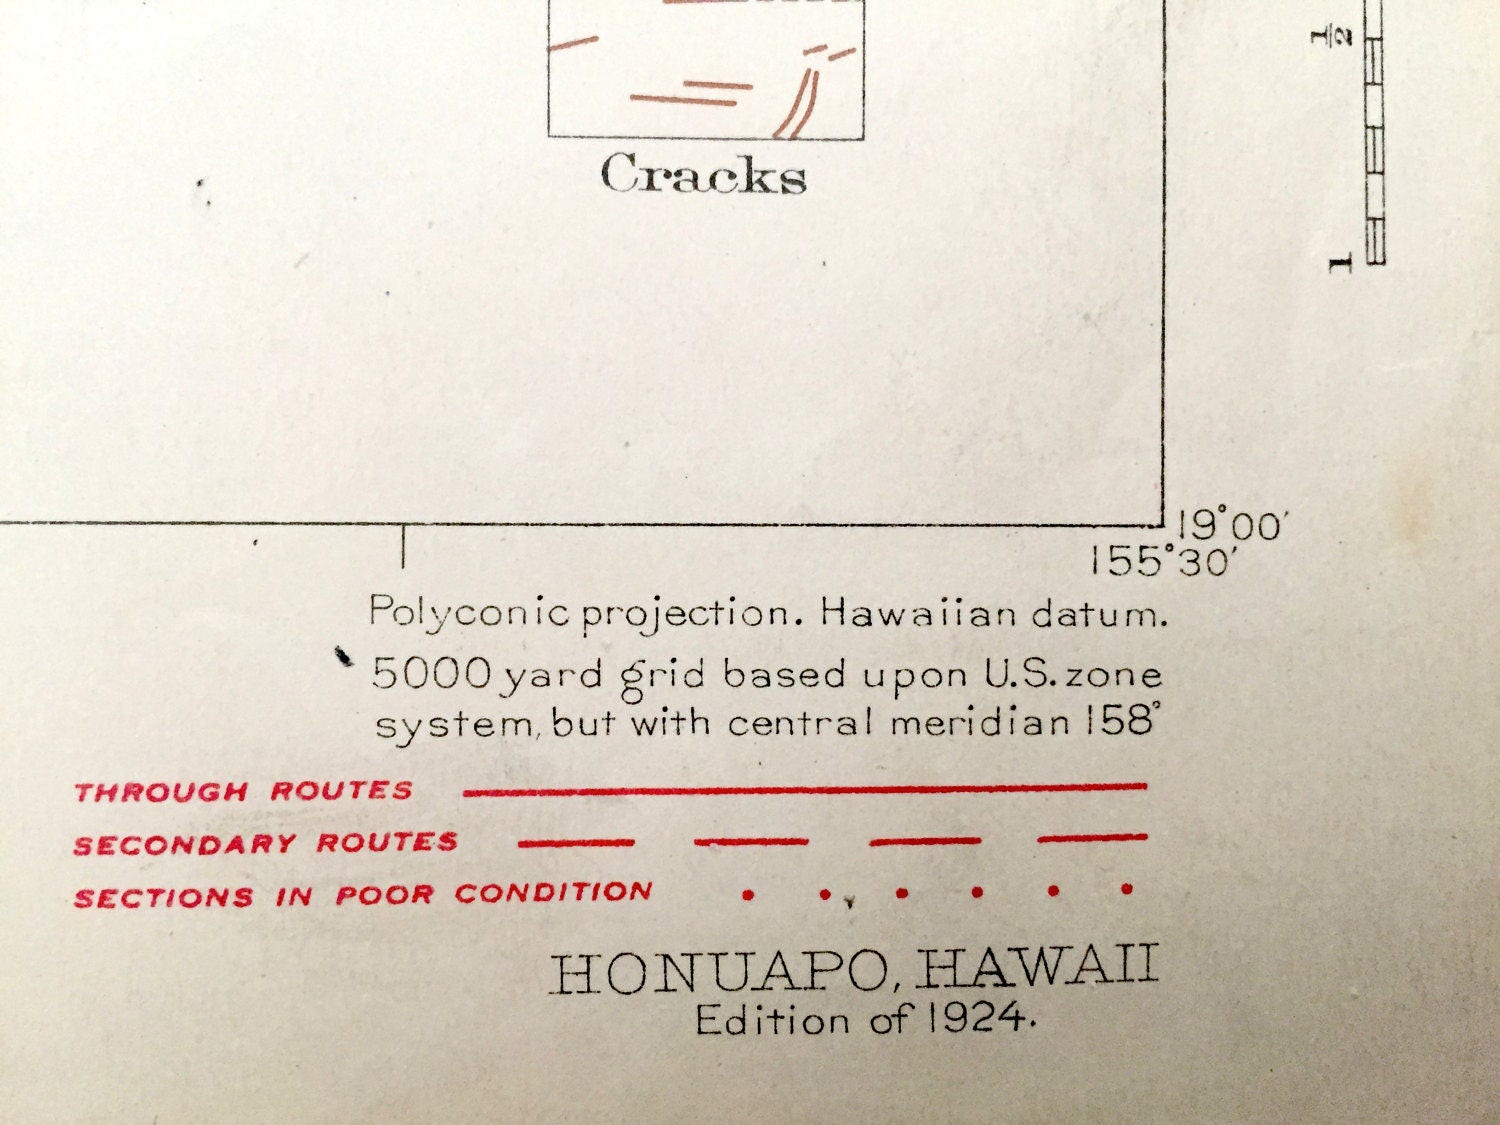 ½
1
Cracks
19°00'
155°30'
Polyconic projection. Hawaiian datum.
5000 yard grid based upon U.S. zone
system, but with central meridian 158°
THROUGH ROUTES
SECONDARY ROUTES
SECTIONS IN POOR CONDITION
HONUAPO, HAWAII
Edition of 1924.